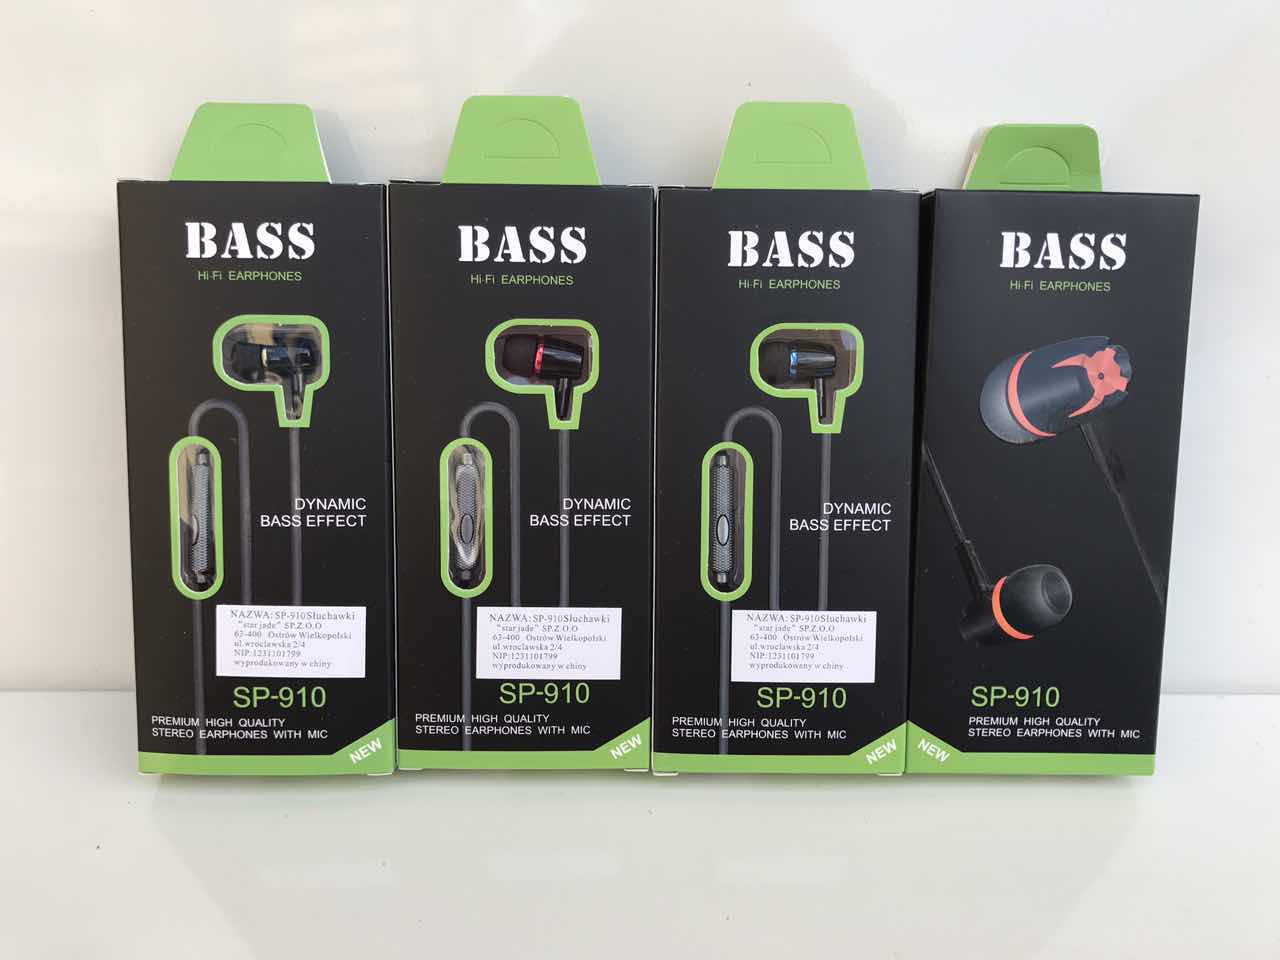 BASS
Hi-Fi EARPHONES
DYNAMIC
BASS EFFECT
NAZWA: SP-910Słuchawki
"star jade" SP.Z.O.O
63-400 Ostrów Wielkopolski
ul.wroclawska 2/4
NIP:1231101799
wyprodukowany w chiny
SP-910
PREMIUM HIGH QUALITY
STEREO EARPHONES WITH MIC
NEW
BASS
Hi-Fi EARPHONES
DYNAMIC
BASS EFFECT
NAZWA: SP-910Słuchawki
"star jade" SP.Z.O.O
63-400 Ostrów Wielkopolski
ul.wroclawska 2/4
NIP:1231101799
wyprodukowany w chiny
SP-910
PREMIUM HIGH QUALITY
STEREO EARPHONES WITH MIC
NEW
BASS
Hi-Fi EARPHONES
DYNAMIC
BASS EFFECT
NAZWA: SP-910Słuchawki
"star jade" SP.Z.O.O
63-400 Ostrów Wielkopolski
ul.wroclawska 2/4
NIP:1231101799
wyprodukowany w chiny
SP-910
PREMIUM HIGH QUALITY
STEREO EARPHONES WITH MIC
NEW
BASS
Hi-Fi EARPHONES
SP-910
PREMIUM HIGH QUALITY
STEREO EARPHONES WITH MIC
NEW